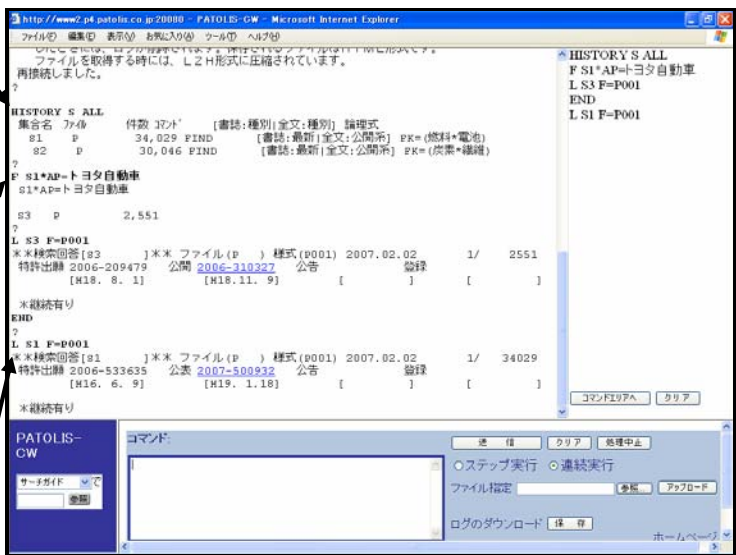 http://www2.p4.patolis.co.jp:20080 - PATOLIS-GW - Microsoft Internet Explorer
ファイル(F) 編集(E) 表示(V) お気に入り(A) ツール(T) ヘルプ(H)
ファイルを取得する時には、LZH形式に圧縮されています。
再接続しました。
?
HISTORY S ALL
集合名 ファイル 件数 コマンド [書誌:種別|全文:種別] 論理式
S1 P 34,029 FIND [書誌:最新|全文:公開系] FK=(燃料*電池)
S2 P 30,046 FIND [書誌:最新|全文:公開系] FK=(炭素*繊維)
?
F S1*AP=トヨタ自動車
S1*AP=トヨタ自動車
S3 P 2,551
?
L S3 F=P001
**検索回答[S3 ]** ファイル(P ) 様式(P001) 2007.02.02 1/ 2551
特許出願 2006-209479 公開 2006-310327 公告 登録
[H18. 8. 1] [H18.11. 9] [ ] [ ]
*継続有り
END
?
L S1 F=P001
**検索回答[S1 ]** ファイル(P ) 様式(P001) 2007.02.02 1/ 34029
特許出願 2006-533635 公表 2007-500932 公告 登録
[H16. 6. 9] [H19. 1.18] [ ] [ ]
*継続有り
HISTORY S ALL
F S1*AP=トヨタ自動車
L S3 F=P001
END
L S1 F=P001
コマンドエリアへ クリア
PATOLIS-
CW
サーチガイド で
参照
コマンド:
送 信 クリア 処理中止
ステップ実行 連続実行
ファイル指定 参照... アップロード
ログのダウンロード 保 存
ホームページ